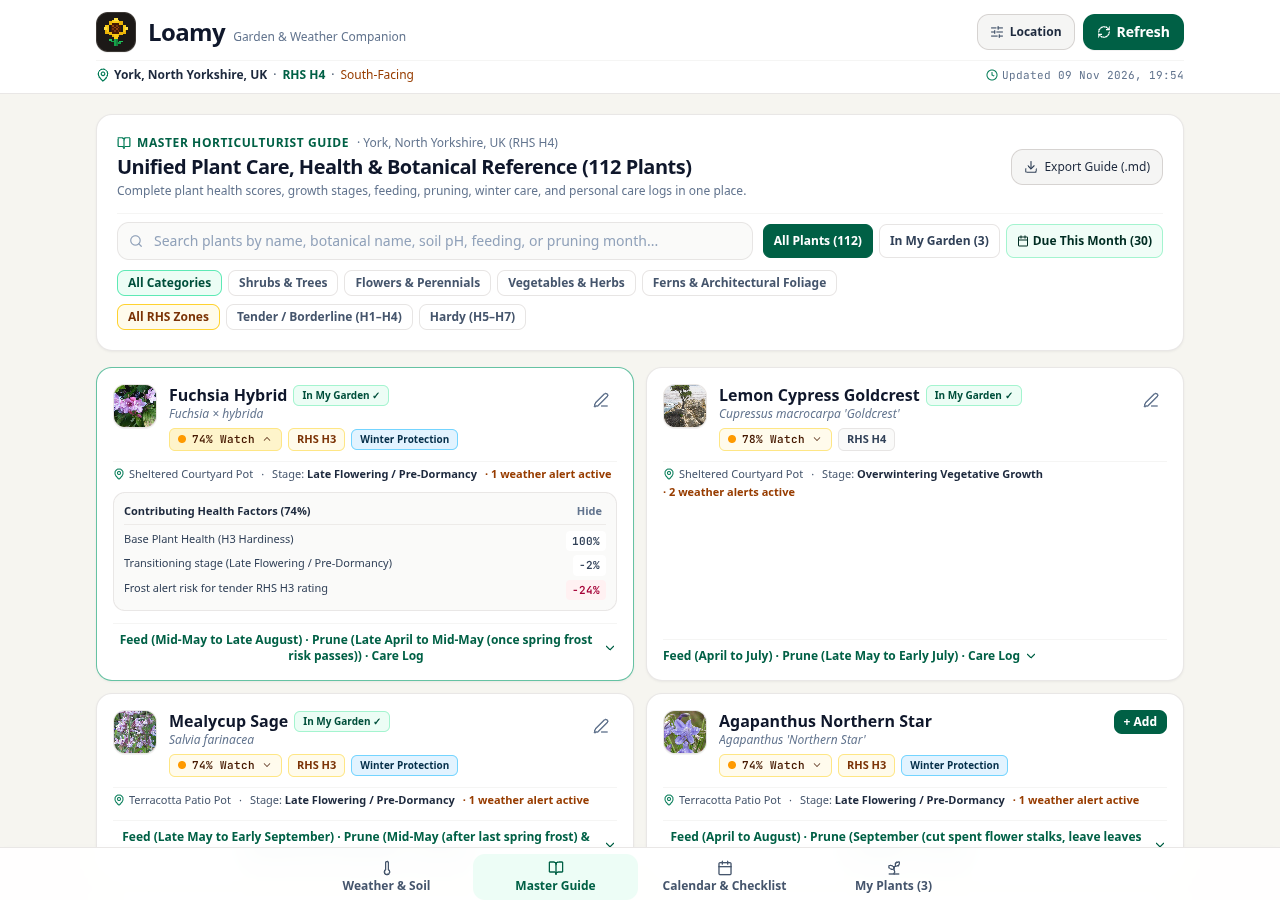 Loamy Garden & Weather Companion
Location
Refresh
York, North Yorkshire, UK · RHS H4 · South-Facing
Updated 09 Nov 2026, 19:54
MASTER HORTICULTURIST GUIDE · York, North Yorkshire, UK (RHS H4)
Unified Plant Care, Health & Botanical Reference (112 Plants)
Complete plant health scores, growth stages, feeding, pruning, winter care, and personal care logs in one place.
Export Guide (.md)
Search plants by name, botanical name, soil pH, feeding, or pruning month...
All Plants (112)
In My Garden (3)
Due This Month (30)
All Categories
Shrubs & Trees
Flowers & Perennials
Vegetables & Herbs
Ferns & Architectural Foliage
All RHS Zones
Tender / Borderline (H1–H4)
Hardy (H5–H7)
Fuchsia Hybrid In My Garden ✓
Fuchsia × hybrida
74% Watch RHS H3 Winter Protection
Sheltered Courtyard Pot · Stage: Late Flowering / Pre-Dormancy · 1 weather alert active
Contributing Health Factors (74%) Hide
Base Plant Health (H3 Hardiness) 100%
Transitioning stage (Late Flowering / Pre-Dormancy) -2%
Frost alert risk for tender RHS H3 rating -24%
Feed (Mid-May to Late August) · Prune (Late April to Mid-May (once spring frost
risk passes)) · Care Log
Lemon Cypress Goldcrest In My Garden ✓
Cupressus macrocarpa 'Goldcrest'
78% Watch RHS H4
Sheltered Courtyard Pot · Stage: Overwintering Vegetative Growth
· 2 weather alerts active
Feed (April to July) · Prune (Late May to Early July) · Care Log
Mealycup Sage In My Garden ✓
Salvia farinacea
74% Watch RHS H3 Winter Protection
Terracotta Patio Pot · Stage: Late Flowering / Pre-Dormancy · 1 weather alert active
Feed (Late May to Early September) · Prune (Mid-May (after last spring frost) &
Agapanthus Northern Star
+ Add
Agapanthus 'Northern Star'
74% Watch RHS H3 Winter Protection
Terracotta Patio Pot · Stage: Late Flowering / Pre-Dormancy · 1 weather alert active
Feed (April to August) · Prune (September (cut spent flower stalks, leave leaves
Weather & Soil
Master Guide
Calendar & Checklist
My Plants (3)